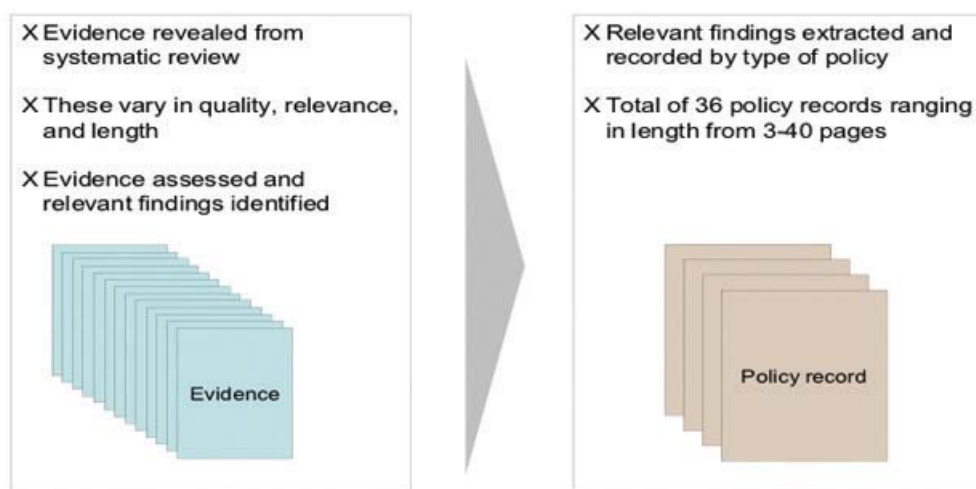 X Evidence revealed from
systematic review
X These vary in quality, relevance,
and length
X Evidence assessed and
relevant findings identified
Evidence
X Relevant findings extracted and
recorded by type of policy
X Total of 36 policy records ranging
in length from 3-40 pages
Policy record